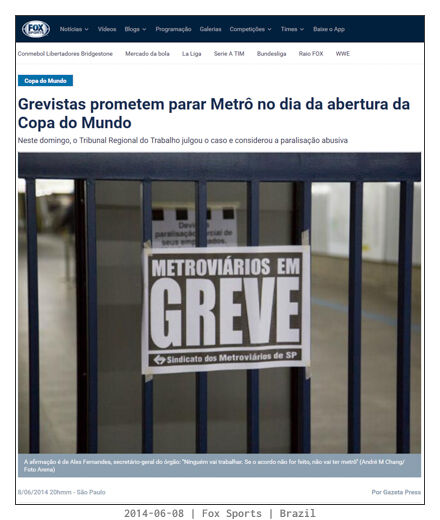 FOX
SPORTS
Notícias Vídeos Blogs Programação Galerias Competições Times Baixe o App
Conmebol Libertadores Bridgestone Mercado da bola La Liga Serie A TIM Bundesliga Raio FOX WWE
Copa do Mundo
Grevistas prometem parar Metrô no dia da abertura da
Copa do Mundo
Neste domingo, o Tribunal Regional do Trabalho julgou o caso e considerou a paralisação abusiva
paralisação parcial de
seus empregados.
METROVIÁRIOS EM
GREVE
Sindicato dos Metroviários de SP
A afirmação é de Alex Fernandes, secretário-geral do órgão: "Ninguém vai trabalhar. Se o acordo não for feito, não vai ter metrô" (André M Chang/
Foto Arena)
8/06/2014 20hmm - São Paulo
Por Gazeta Press
2014-06-08 | Fox Sports | Brazil